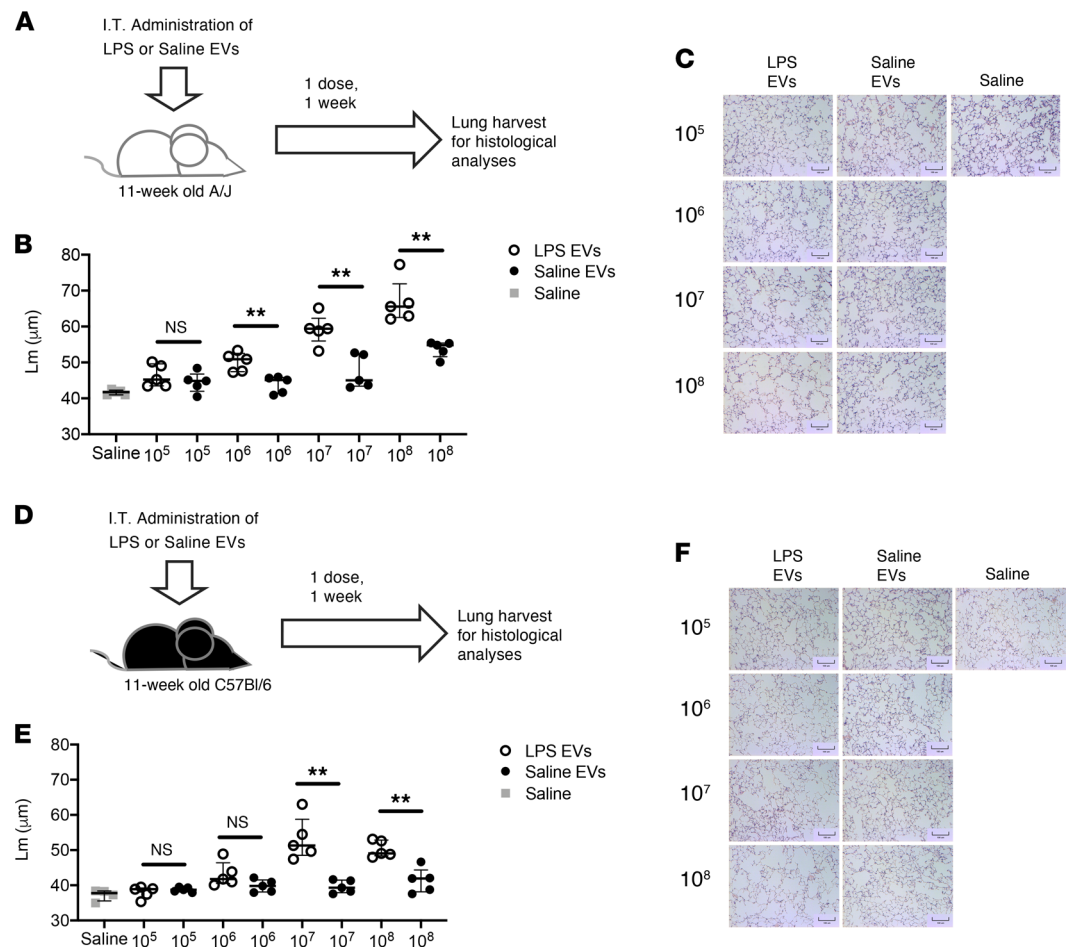 A
I.T. Administration of
LPS or Saline EVs
1 dose,
1 week
Lung harvest
for histological
analyses
11-week old A/J
B
80
70
60
50
40
30
Lm (μm)
NS
**
**
**
LPS EVs
Saline EVs
Saline
Saline 10⁵ 10⁵ 10⁶ 10⁶ 10⁷ 10⁷ 10⁸ 10⁸
C
LPS
EVs
Saline
EVs
Saline
10⁵
10⁶
10⁷
10⁸
D
I.T. Administration of
LPS or Saline EVs
1 dose,
1 week
Lung harvest
for histological
analyses
11-week old C57Bl/6
E
80
70
60
50
40
30
Lm (μm)
NS
NS
**
**
LPS EVs
Saline EVs
Saline
Saline 10⁵ 10⁵ 10⁶ 10⁶ 10⁷ 10⁷ 10⁸ 10⁸
F
LPS
EVs
Saline
EVs
Saline
10⁵
10⁶
10⁷
10⁸